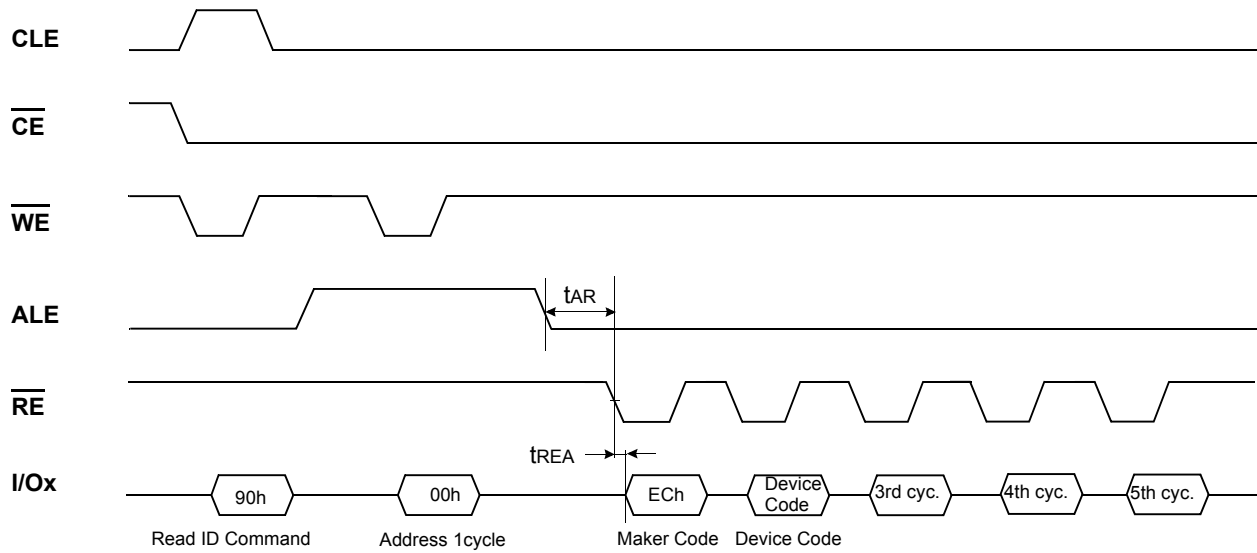 CLE
CE
WE
ALE
tAR
RE
tREA
I/Ox
90h
00h
ECh
Device
Code
3rd cyc.
4th cyc.
5th cyc.
Read ID Command
Address 1cycle
Maker Code
Device Code